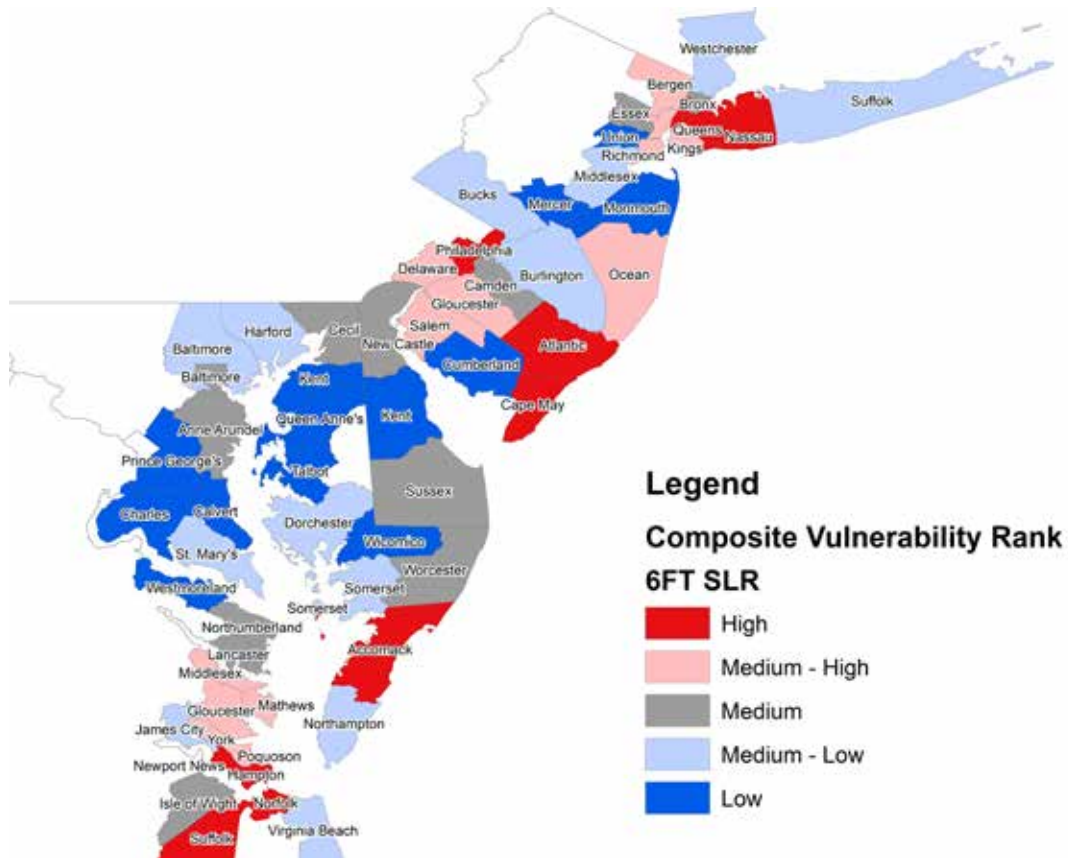 Westchester
Bergen
Suffolk
Essex
Bronx
Union
Queens
Nassau
Richmond
Kings
Middlesex
Bucks
Mercer
Monmouth
Philadelphia
Delaware
Camden
Burlington
Ocean
Gloucester
Salem
Harford
Cecil
New Castle
Atlantic
Baltimore
Cumberland
Baltimore
Kent
Cape May
Queen Anne's
Kent
Anne Arundel
Prince George's
Talbot
Sussex
Charles
Calvert
Dorchester
Wicomico
St. Mary's
Worcester
Westmoreland
Somerset
Somerset
Northumberland
Lancaster
Accomack
Middlesex
Gloucester
Mathews
Northampton
James City
York
Poquoson
Newport News
Hampton
Isle of Wight
Norfolk
Virginia Beach
Suffolk
Legend
Composite Vulnerability Rank
6FT SLR
High
Medium - High
Medium
Medium - Low
Low